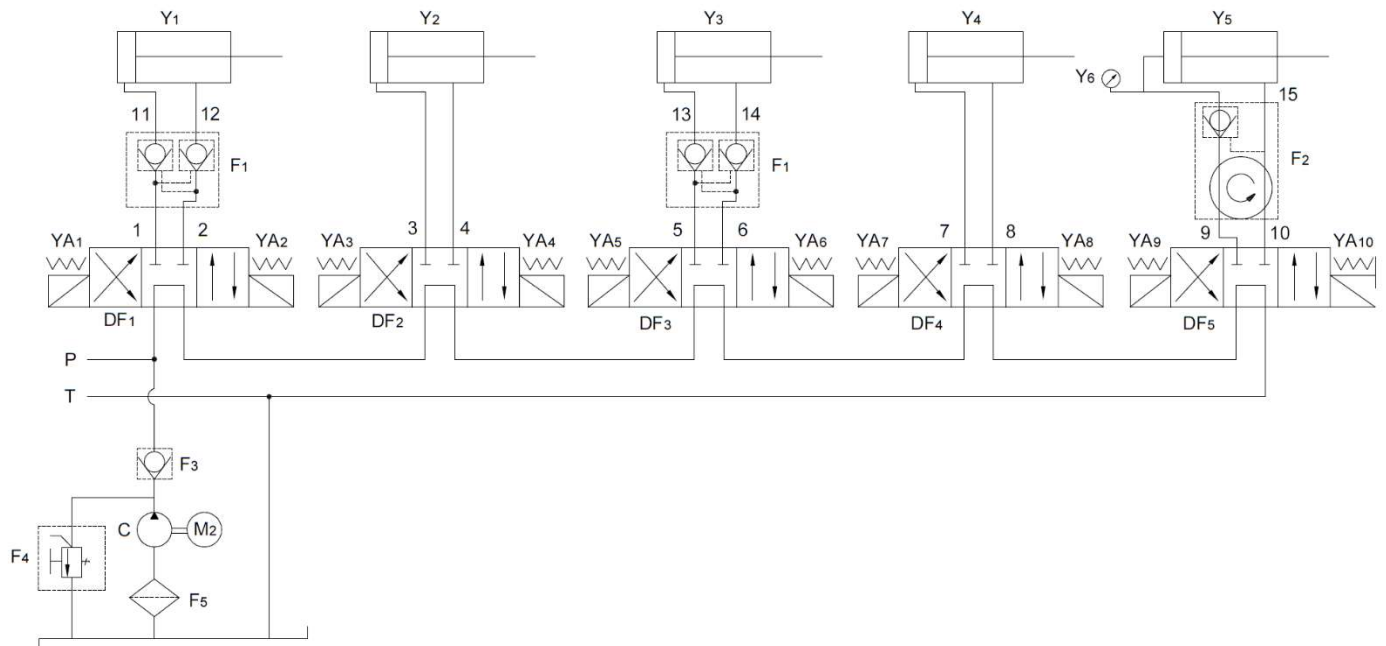 Y1 Y2 Y3 Y4 Y5
Y6
11 12 13 14 15
F1 F1 F2
1 2 3 4 5 6 7 8 9 10
YA1 YA2 YA3 YA4 YA5 YA6 YA7 YA8 YA9 YA10
DF1 DF2 DF3 DF4 DF5
P
T
F3
C M2
F4
F5